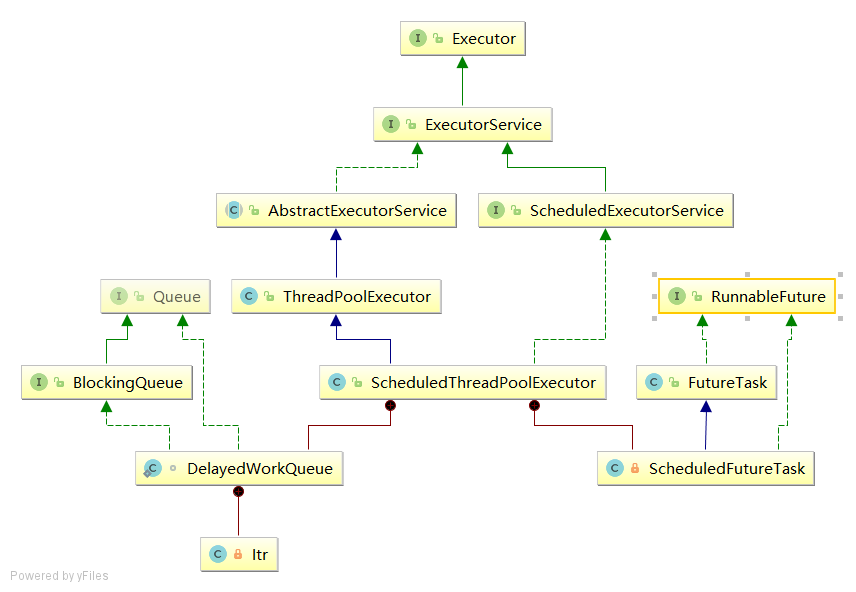 Executor
ExecutorService
AbstractExecutorService
ScheduledExecutorService
Queue
ThreadPoolExecutor
RunnableFuture
BlockingQueue
ScheduledThreadPoolExecutor
FutureTask
DelayedWorkQueue
ScheduledFutureTask
Itr
Powered by yFiles